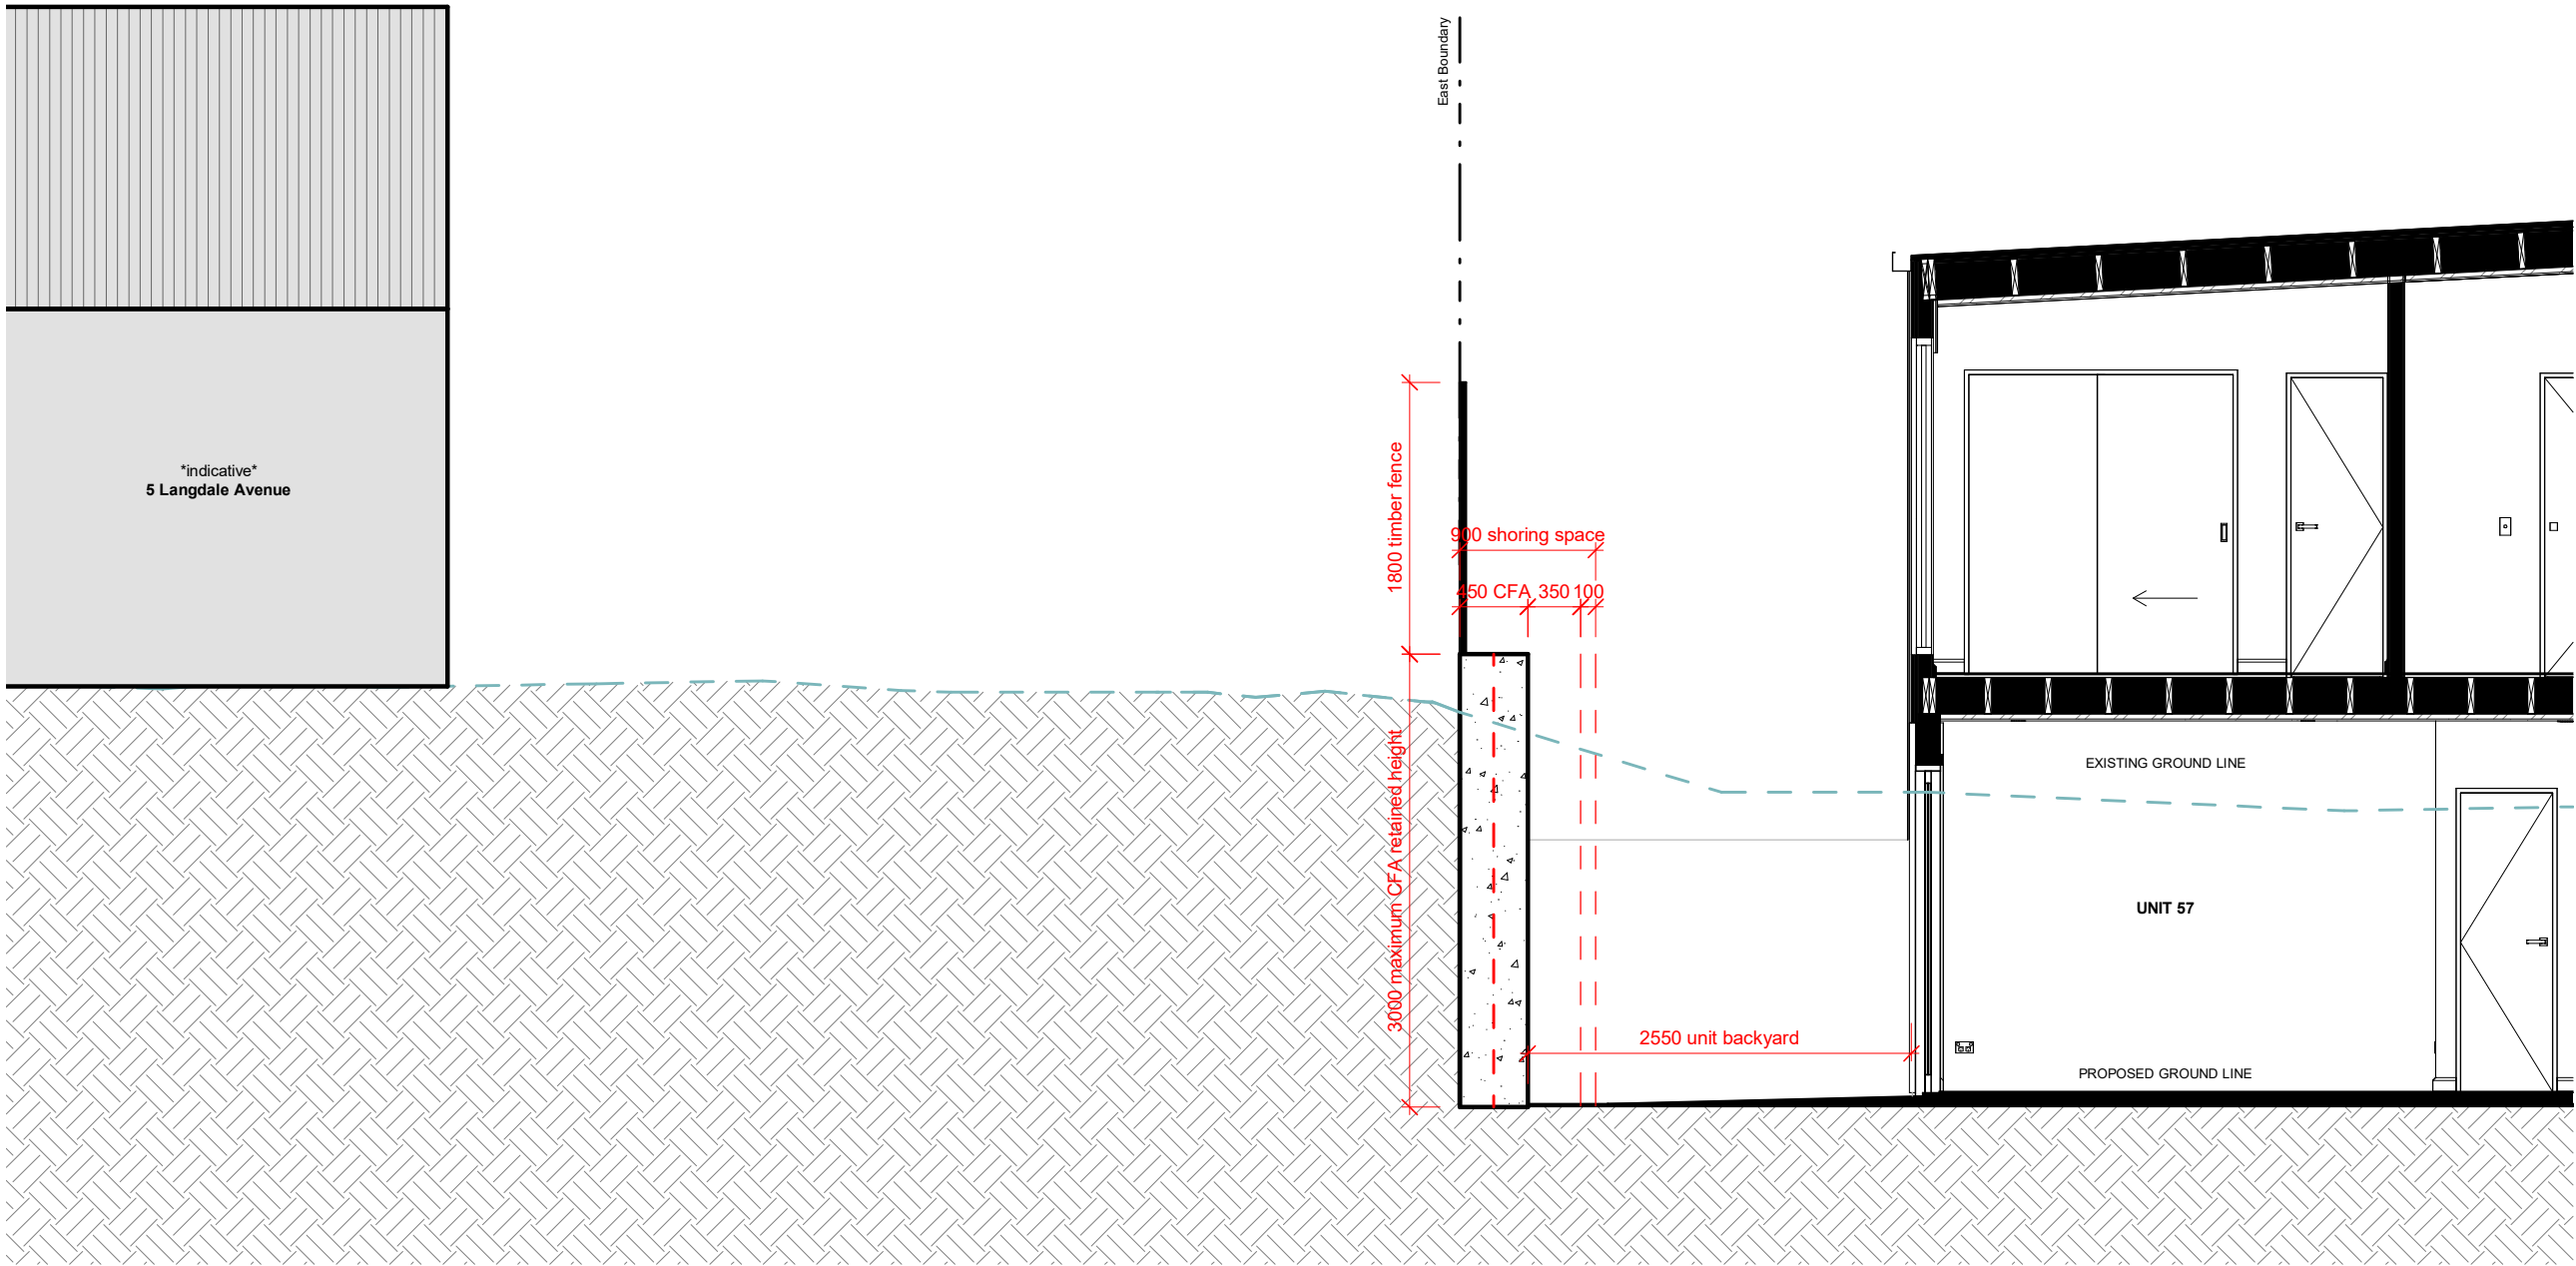 East Boundary
*indicative*
5 Langdale Avenue
1800 timber fence
900 shoring space
450 CFA 350 100
3000 maximum CFA retained height
EXISTING GROUND LINE
UNIT 57
2550 unit backyard
PROPOSED GROUND LINE